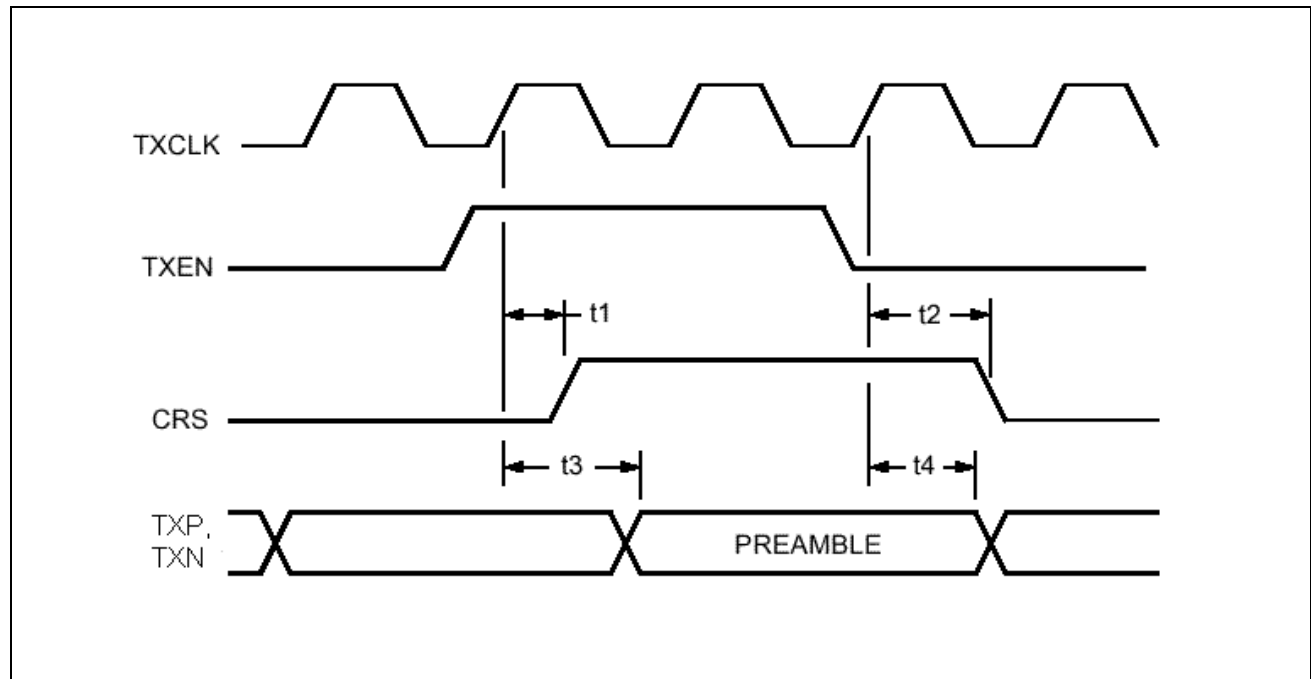 TXCLK
TXEN
t1
t2
CRS
t3
t4
TXP,
TXN
PREAMBLE